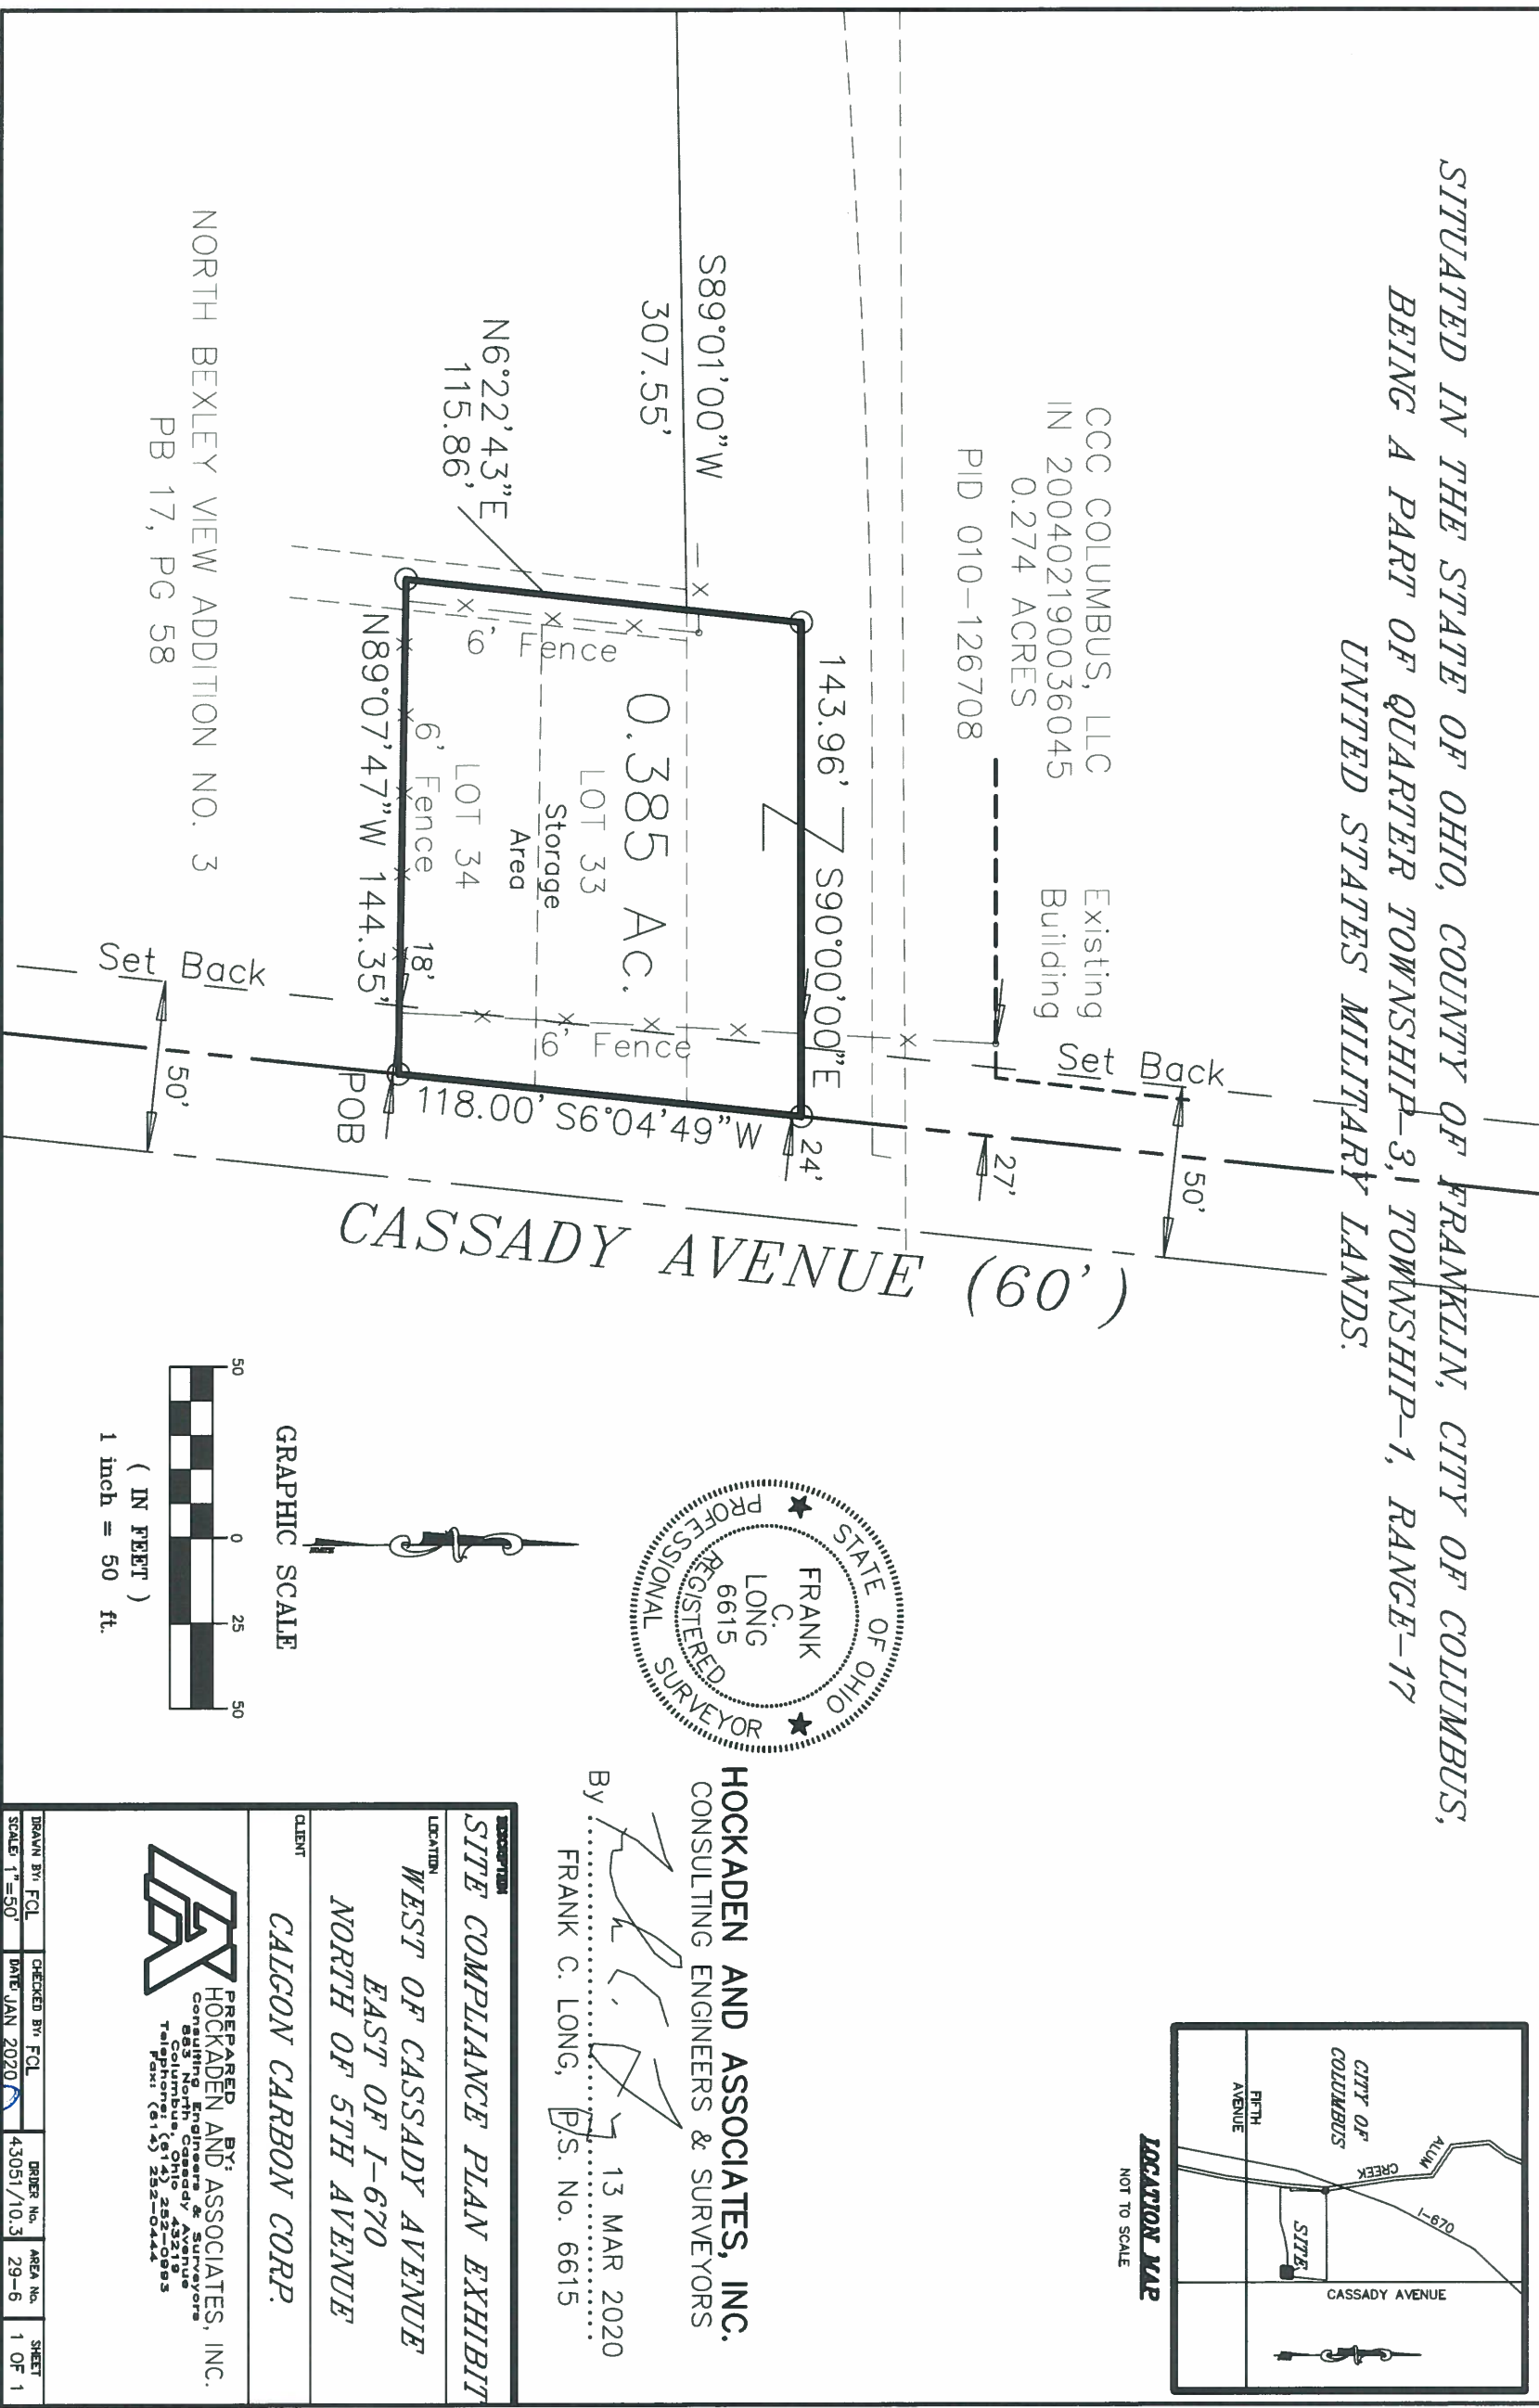 SITUATED IN THE STATE OF OHIO, COUNTY OF FRANKLIN, CITY OF COLUMBUS,
BEING A PART OF QUARTER TOWNSHIP-3, TOWNSHIP-1, RANGE-17
UNITED STATES MILITARY LANDS.
CCC COLUMBUS, LLC
IN 200402190036045
0.274 ACRES
PID 010-126708
Existing
Building
Set Back
50'
27'
24'
S89°01'00"W
307.55'
143.96'
S90°00'00"E
N6°22'43"E
115.86'
6' Fence
0.385 Ac.
LOT 33
Storage
Area
LOT 34
6' Fence
6' Fence
N89°07'47"W 144.35'
18'
118.00' S6°04'49"W
POB
Set Back
50'
NORTH BEXLEY VIEW ADDITION NO. 3
PB 17, PG 58
CASSADY AVENUE (60')
GRAPHIC SCALE
50 0 25 50
( IN FEET )
1 inch = 50 ft.
STATE OF OHIO
FRANK
C.
LONG
6615
REGISTERED
PROFESSIONAL SURVEYOR
LOCATION MAP
NOT TO SCALE
CITY OF
COLUMBUS
FIFTH
AVENUE
ALUM
CREEK
I-670
SITE
CASSADY AVENUE
HOCKADEN AND ASSOCIATES, INC.
CONSULTING ENGINEERS & SURVEYORS
By 13 MAR 2020
FRANK C. LONG, P.S. No. 6615
DESCRIPTION
SITE COMPLIANCE PLAN EXHIBIT
LOCATION
WEST OF CASSADY AVENUE
EAST OF I-670
NORTH OF 5TH AVENUE
CLIENT
CALGON CARBON CORP.
PREPARED BY:
HOCKADEN AND ASSOCIATES, INC.
Consulting Engineers & Surveyors
883 North Cassady Avenue
Columbus, Ohio 43219
Telephone: (614) 252-0993
Fax: (614) 252-0444
DRAWN BY: FCL
CHECKED BY: FCL
ORDER No.
AREA No.
SHEET
SCALE: 1"=50'
DATE: JAN 2020
43051/10.3
29-6
1 OF 1